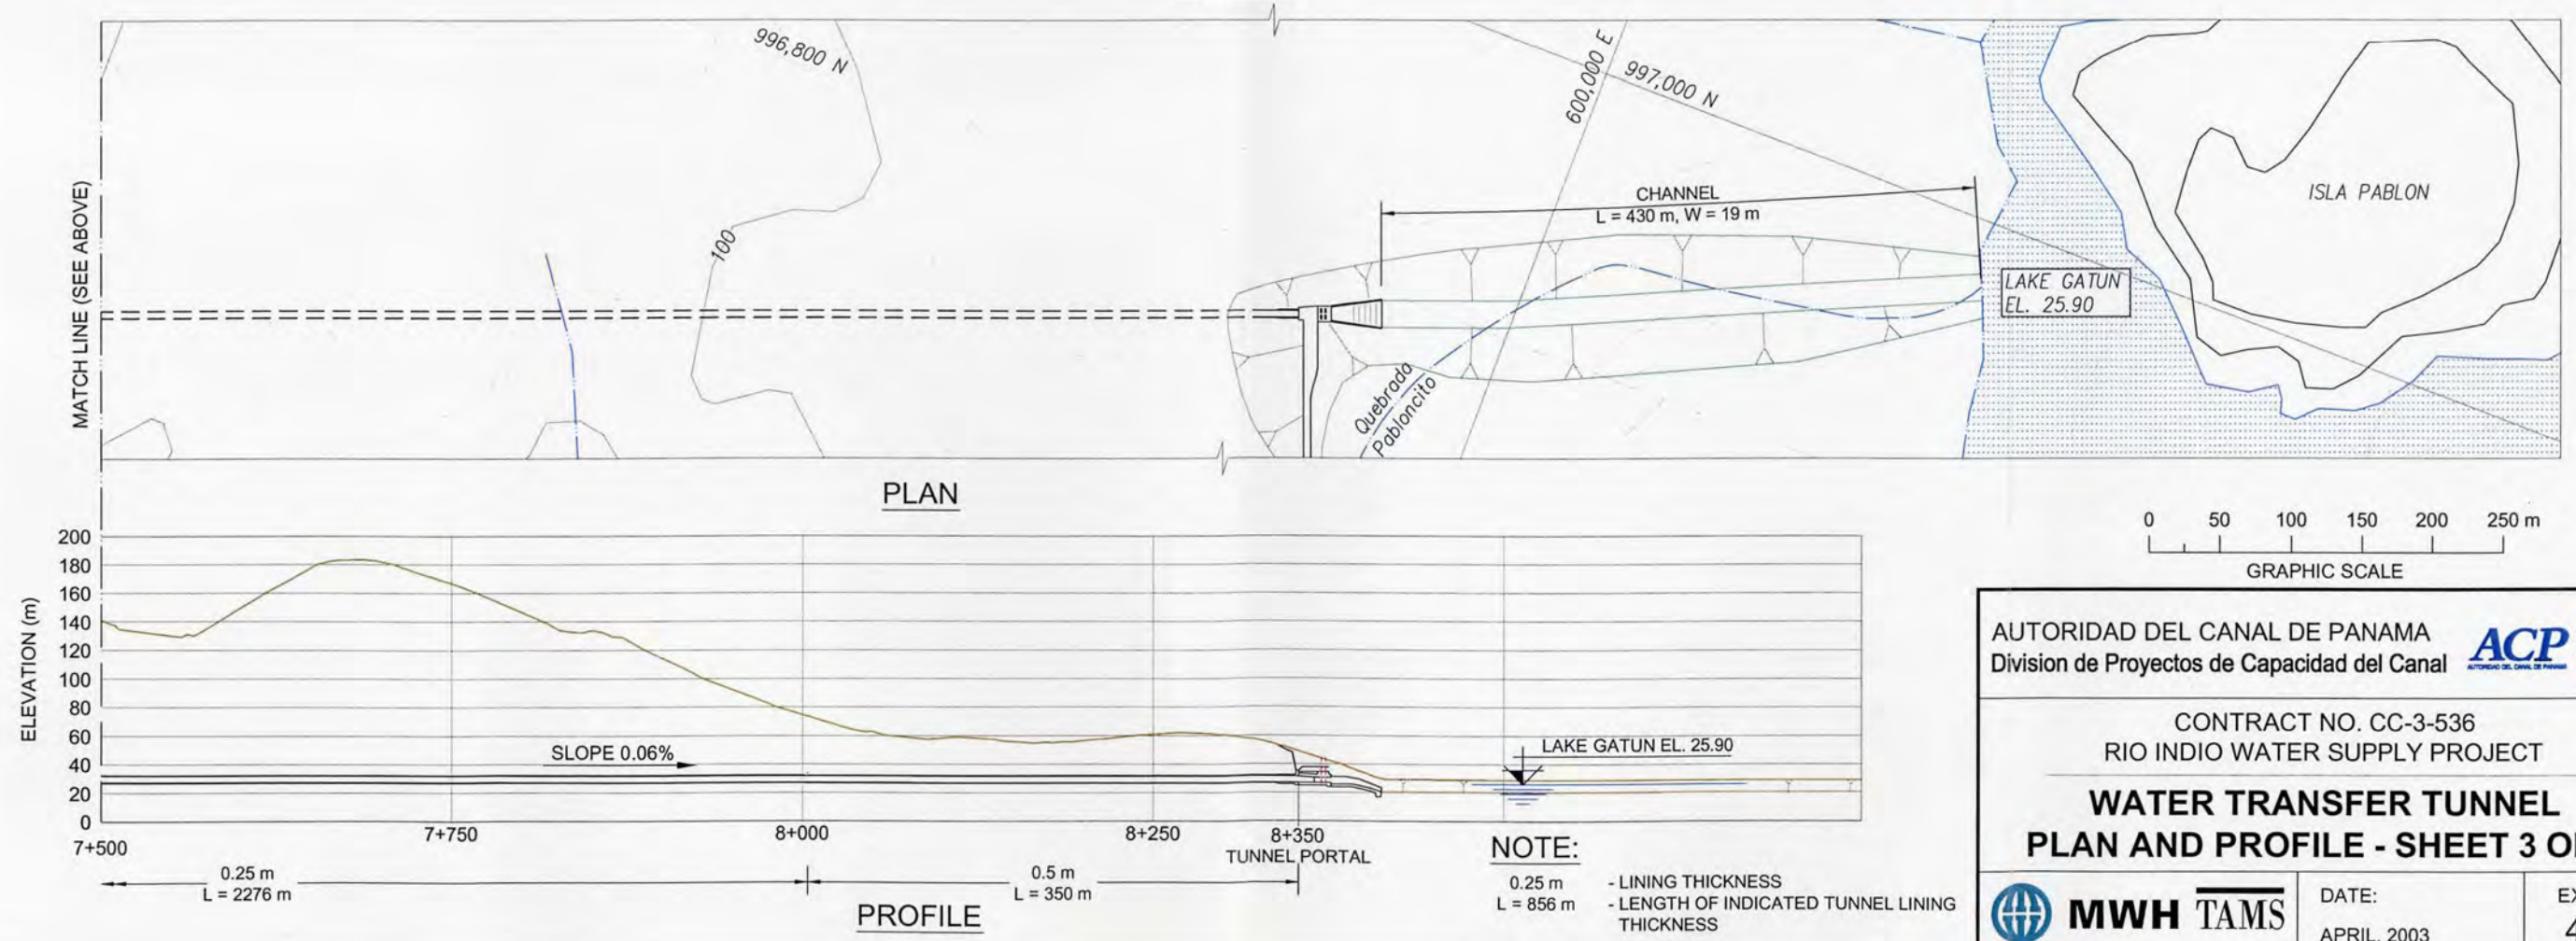 996,800 N
600,000 E
997,000 N
MATCH LINE (SEE ABOVE)
100
CHANNEL
L = 430 m, W = 19 m
ISLA PABLON
LAKE GATUN
EL. 25.90
Quebrada
Pabloncito
PLAN
0 50 100 150 200 250 m
GRAPHIC SCALE
ELEVATION (m)
200
180
160
140
120
100
80
60
40
20
0
SLOPE 0.06%
LAKE GATUN EL. 25.90
7+500
7+750
8+000
8+250
8+350
TUNNEL PORTAL
0.25 m
L = 2276 m
0.5 m
L = 350 m
PROFILE
NOTE:
0.25 m - LINING THICKNESS
L = 856 m - LENGTH OF INDICATED TUNNEL LINING
THICKNESS
AUTORIDAD DEL CANAL DE PANAMA
Division de Proyectos de Capacidad del Canal
ACP
AUTORIDAD DEL CANAL DE PANAMA
CONTRACT NO. CC-3-536
RIO INDIO WATER SUPPLY PROJECT
WATER TRANSFER TUNNEL
PLAN AND PROFILE - SHEET 3 O
MWH TAMS
DATE:
APRIL, 2003